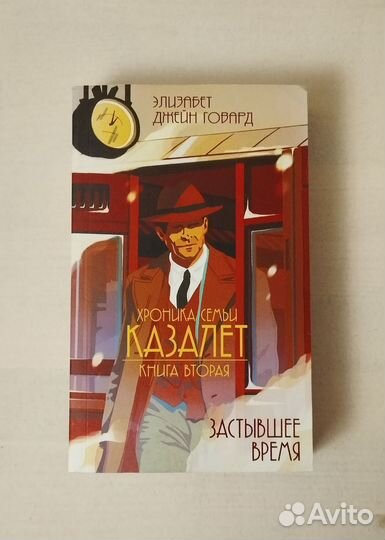 ЭЛИЗАБЕТ
ДЖЕЙН ГОВАРД
ХРОНИКА СЕМЬИ
КАЗАЛЕТ
КНИГА ВТОРАЯ
ЗАСТЫВШЕЕ
ВРЕМЯ
Avito